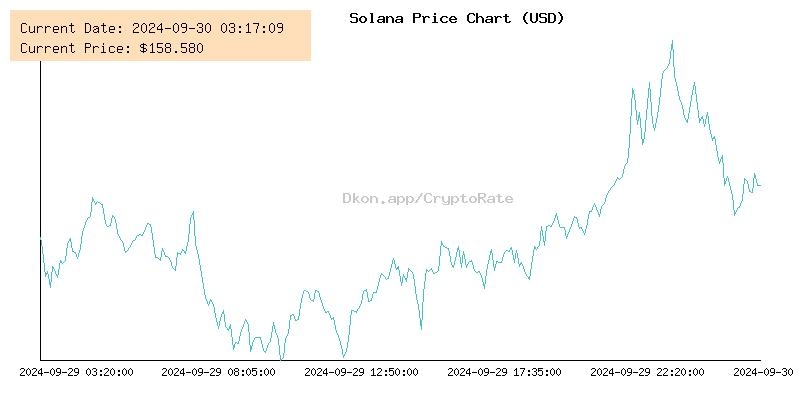 Solana Price Chart (USD)
Current Date: 2024-09-30 03:17:09
Current Price: $158.580
Dkon.app/CryptoRate
2024-09-29 03:20:00 2024-09-29 08:05:00 2024-09-29 12:50:00 2024-09-29 17:35:00 2024-09-29 22:20:00 2024-09-30